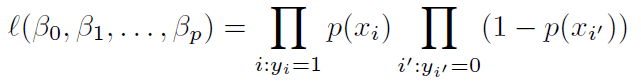 ℓ(β₀, β₁, . . . , βₚ) = ∏_{i:yᵢ=1} p(xᵢ) ∏_{i′:y_{i′}=0} (1 − p(x_{i′}))